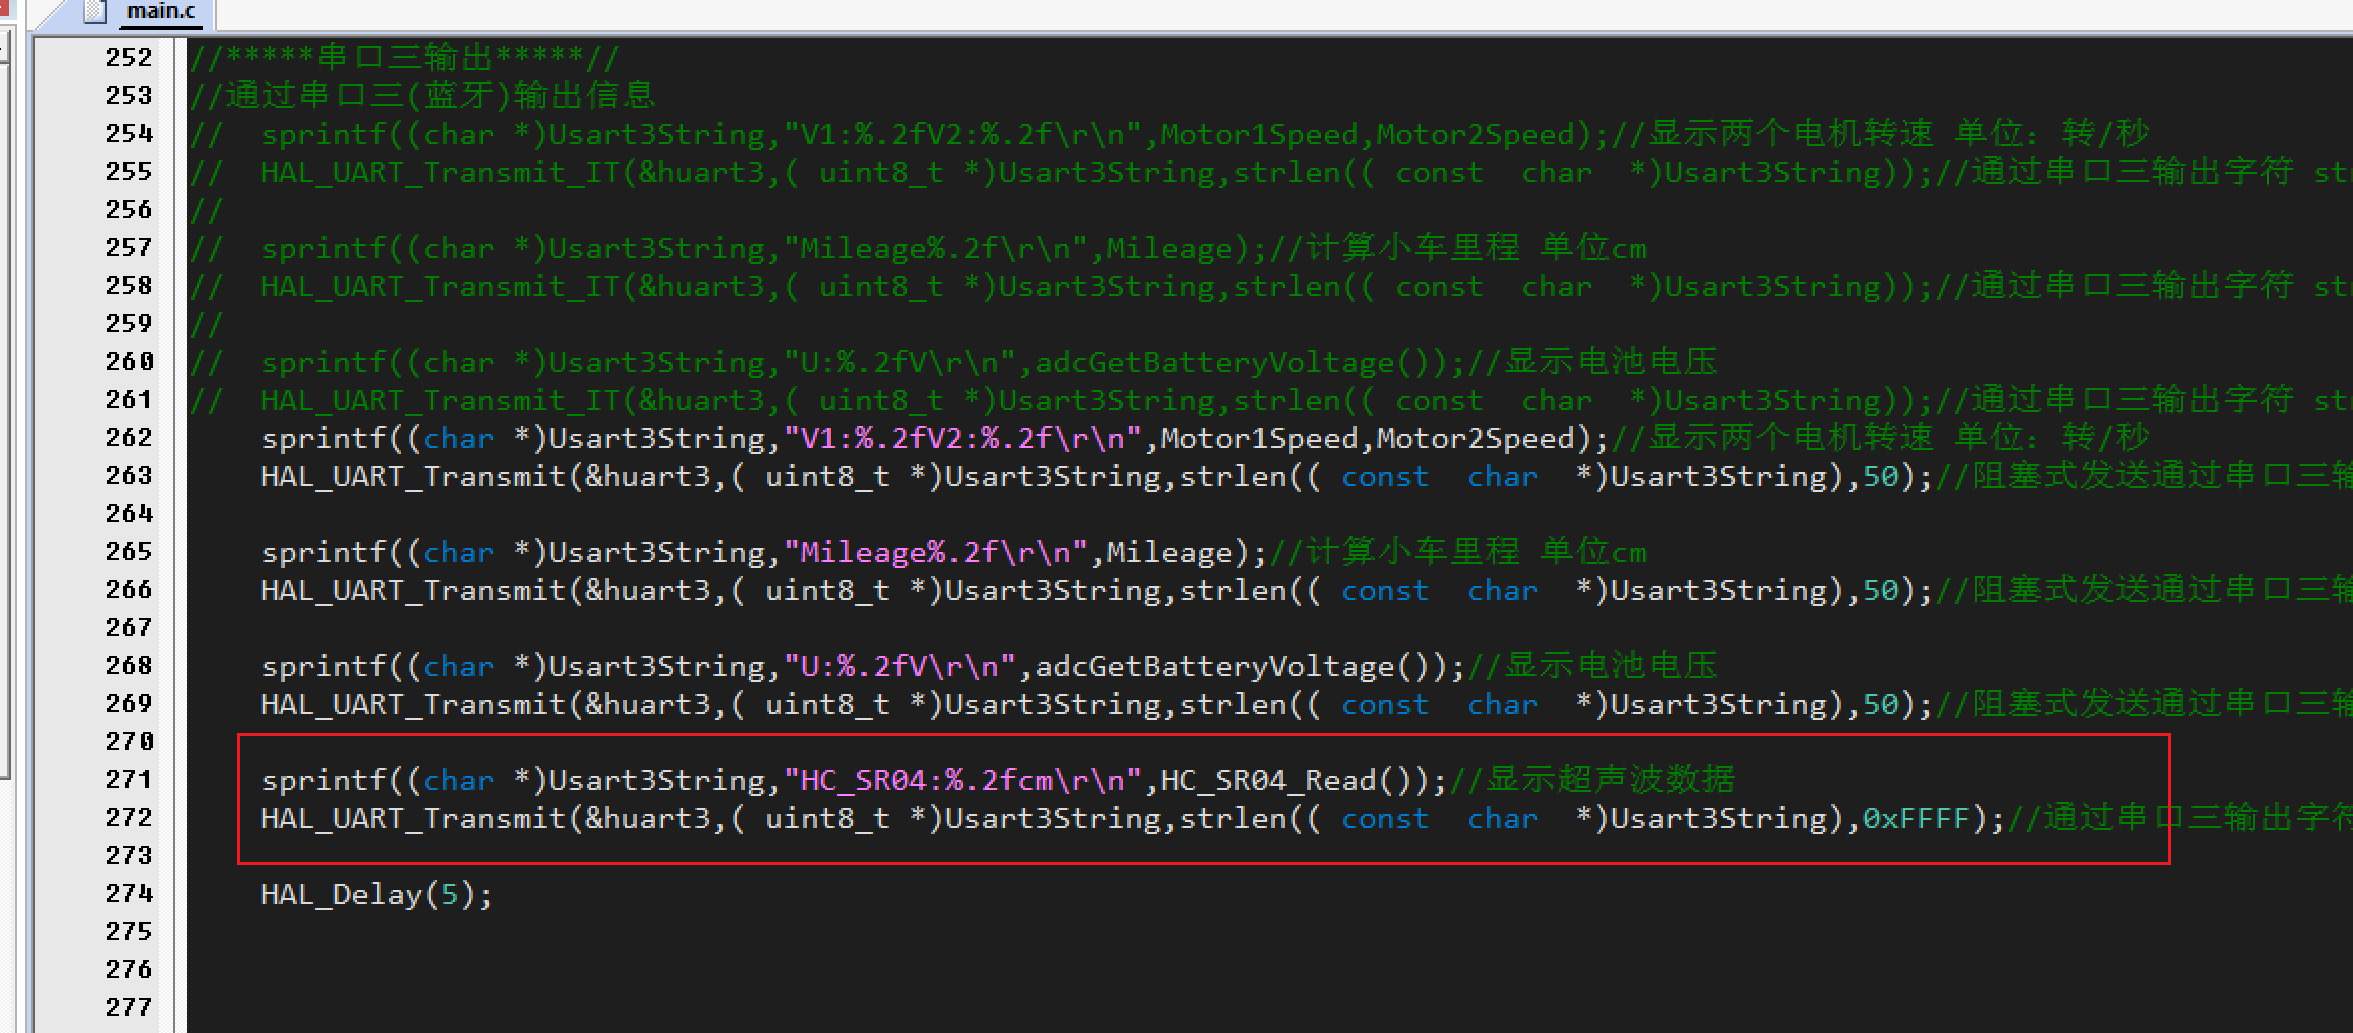 main.c
252 //*****串口三输出*****//
253 //通过串口三(蓝牙)输出信息
254 //  sprintf((char *)Usart3String,"V1:%.2fV2:%.2f\r\n",Motor1Speed,Motor2Speed);//显示两个电机转速 单位：转/秒
255 //  HAL_UART_Transmit_IT(&huart3,( uint8_t *)Usart3String,strlen(( const  char  *)Usart3String));//通过串口三输出字符 str
256 //
257 //  sprintf((char *)Usart3String,"Mileage%.2f\r\n",Mileage);//计算小车里程 单位cm
258 //  HAL_UART_Transmit_IT(&huart3,( uint8_t *)Usart3String,strlen(( const  char  *)Usart3String));//通过串口三输出字符 str
259 //
260 //  sprintf((char *)Usart3String,"U:%.2fV\r\n",adcGetBatteryVoltage());//显示电池电压
261 //  HAL_UART_Transmit_IT(&huart3,( uint8_t *)Usart3String,strlen(( const  char  *)Usart3String));//通过串口三输出字符 str
262     sprintf((char *)Usart3String,"V1:%.2fV2:%.2f\r\n",Motor1Speed,Motor2Speed);//显示两个电机转速 单位：转/秒
263     HAL_UART_Transmit(&huart3,( uint8_t *)Usart3String,strlen(( const  char  *)Usart3String),50);//阻塞式发送通过串口三输
264
265     sprintf((char *)Usart3String,"Mileage%.2f\r\n",Mileage);//计算小车里程 单位cm
266     HAL_UART_Transmit(&huart3,( uint8_t *)Usart3String,strlen(( const  char  *)Usart3String),50);//阻塞式发送通过串口三输
267
268     sprintf((char *)Usart3String,"U:%.2fV\r\n",adcGetBatteryVoltage());//显示电池电压
269     HAL_UART_Transmit(&huart3,( uint8_t *)Usart3String,strlen(( const  char  *)Usart3String),50);//阻塞式发送通过串口三输
270
271     sprintf((char *)Usart3String,"HC_SR04:%.2fcm\r\n",HC_SR04_Read());//显示超声波数据
272     HAL_UART_Transmit(&huart3,( uint8_t *)Usart3String,strlen(( const  char  *)Usart3String),0xFFFF);//通过串口三输出字符
273
274     HAL_Delay(5);
275
276
277